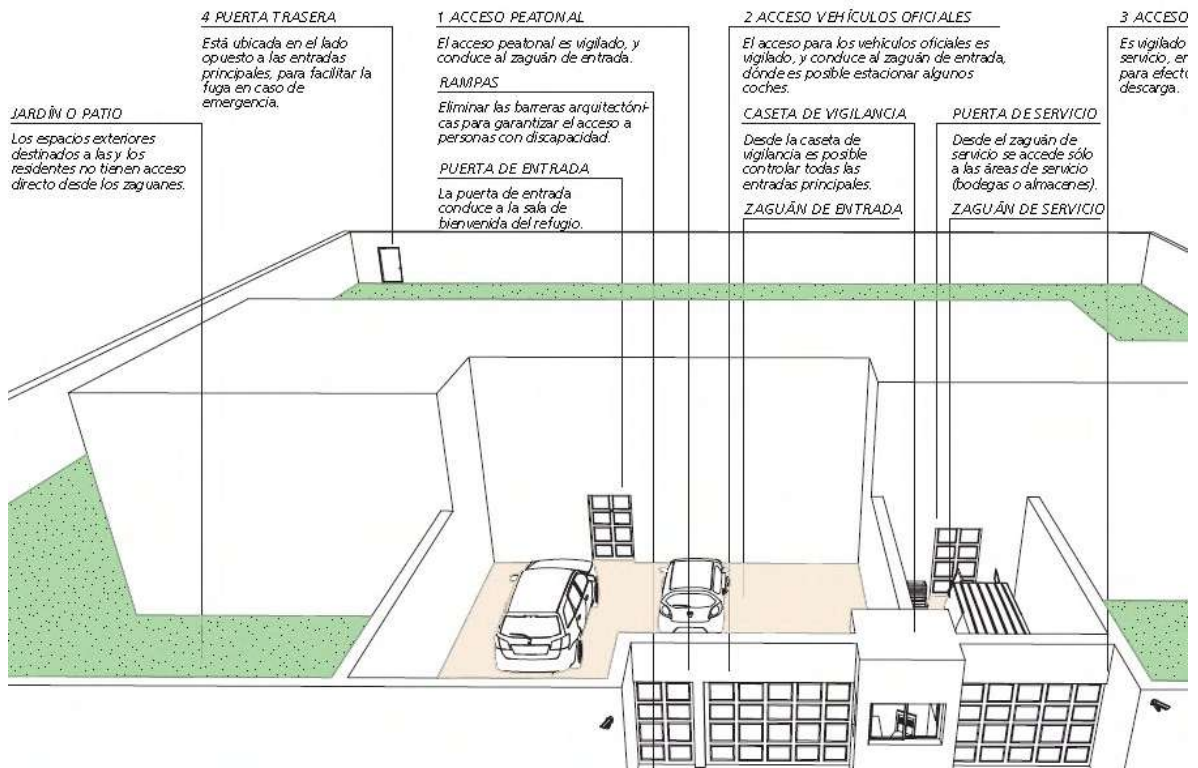 4 PUERTA TRASERA
Está ubicada en el lado
opuesto a las entradas
principales, para facilitar la
fuga en caso de
emergencia.
JARDÍN O PATIO
Los espacios exteriores
destinados a las y los
residentes no tienen acceso
directo desde los zaguanes.
1 ACCESO PEATONAL
El acceso peatonal es vigilado, y
conduce al zaguán de entrada.
RAMPAS
Eliminar las barreras arquitectóni-
cas para garantizar el acceso a
personas con discapacidad.
PUERTA DE ENTRADA
La puerta de entrada
conduce a la sala de
bienvenida del refugio.
2 ACCESO VEHÍCULOS OFICIALES
El acceso para los vehículos oficiales es
vigilado, y conduce al zaguán de entrada,
dónde es posible estacionar algunos
coches.
CASETA DE VIGILANCIA
Desde la caseta de
vigilancia es posible
controlar todas las
entradas principales.
ZAGUÁN DE ENTRADA
PUERTA DE SERVICIO
Desde el zaguán de
servicio se accede sólo
a las áreas de servicio
(bodegas o almacenes).
ZAGUÁN DE SERVICIO
3 ACCESO
Es vigilado
servicio, en
para efecto
descarga.